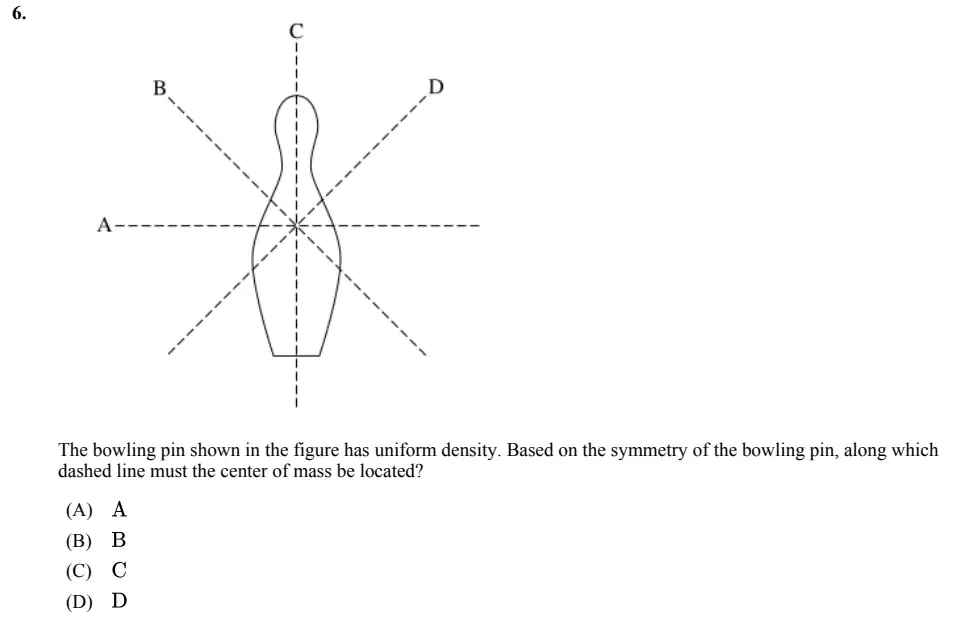 6.
C
B
D
A
The bowling pin shown in the figure has uniform density. Based on the symmetry of the bowling pin, along which
dashed line must the center of mass be located?
(A) A
(B) B
(C) C
(D) D